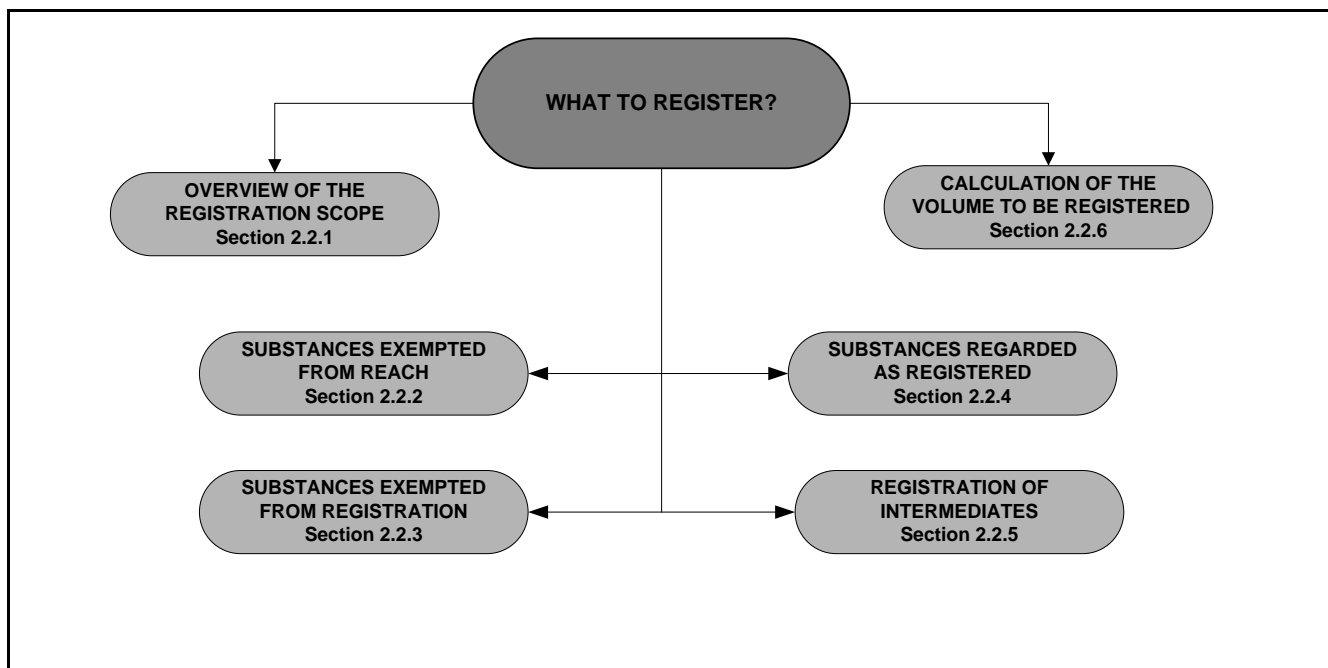 WHAT TO REGISTER?
OVERVIEW OF THE
REGISTRATION SCOPE
Section 2.2.1
CALCULATION OF THE
VOLUME TO BE REGISTERED
Section 2.2.6
SUBSTANCES EXEMPTED
FROM REACH
Section 2.2.2
SUBSTANCES REGARDED
AS REGISTERED
Section 2.2.4
SUBSTANCES EXEMPTED
FROM REGISTRATION
Section 2.2.3
REGISTRATION OF
INTERMEDIATES
Section 2.2.5